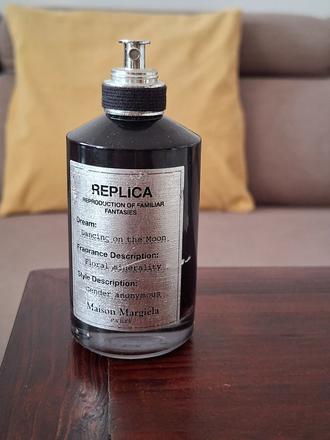 REPLICA
REPRODUCTION OF FAMILIAR
FANTASIES
Dream:
Dancing on the Moon
Fragrance Description:
Floral minerality
Style Description:
Gender anonymous
Maison Margiela
PARIS